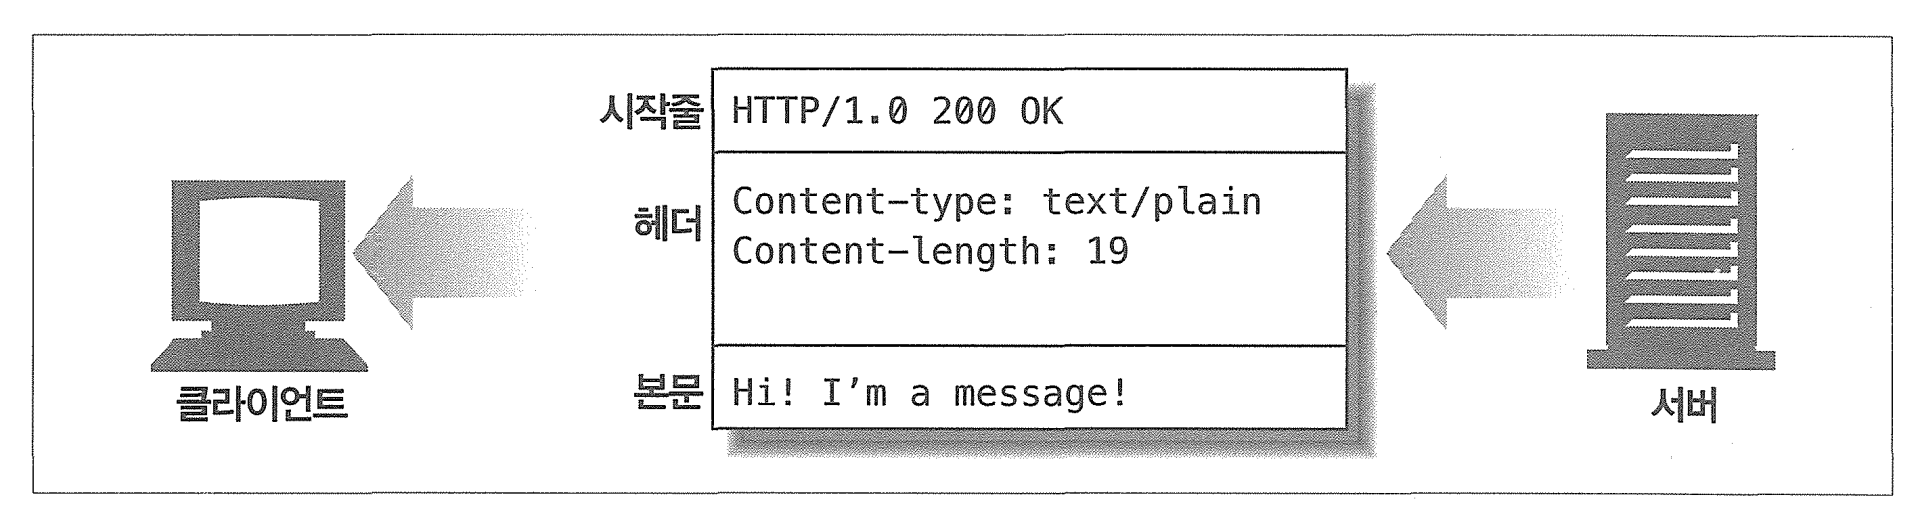 시작줄 HTTP/1.0 200 OK
헤더 Content-type: text/plain
Content-length: 19
본문 Hi! I'm a message!
클라이언트
서버